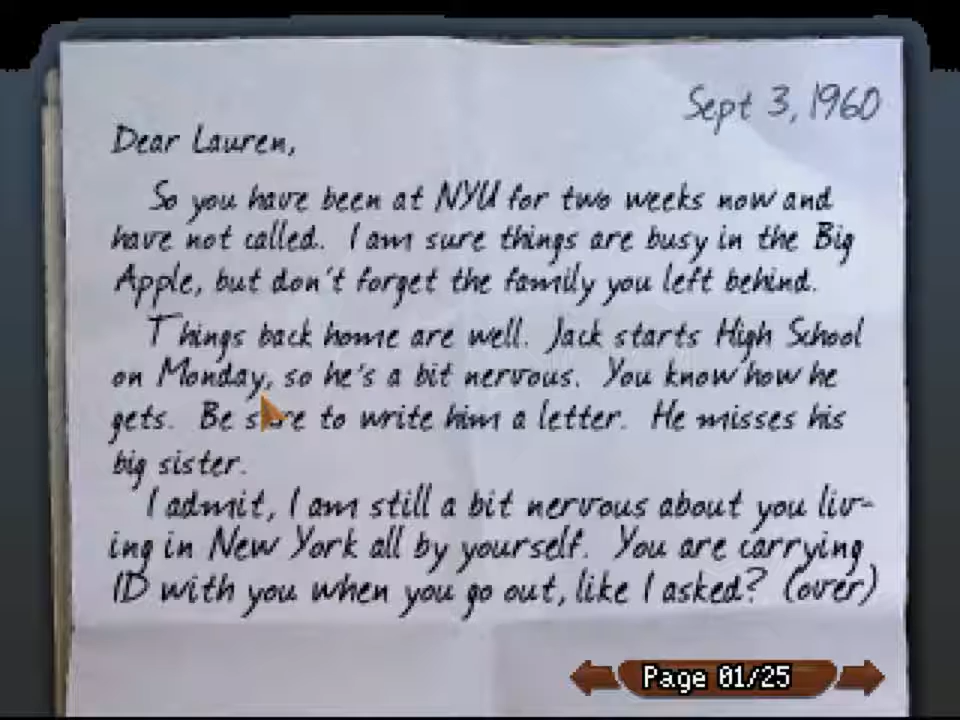 Sept 3, 1960
Dear Lauren,
So you have been at NYU for two weeks now and
have not called. I am sure things are busy in the Big
Apple, but don't forget the family you left behind.
Things back home are well. Jack starts High School
on Monday, so he's a bit nervous. You know how he
gets. Be sure to write him a letter. He misses his
big sister.
I admit, I am still a bit nervous about you liv-
ing in New York all by yourself. You are carrying
ID with you when you go out, like I asked? (over)
Page 01/25